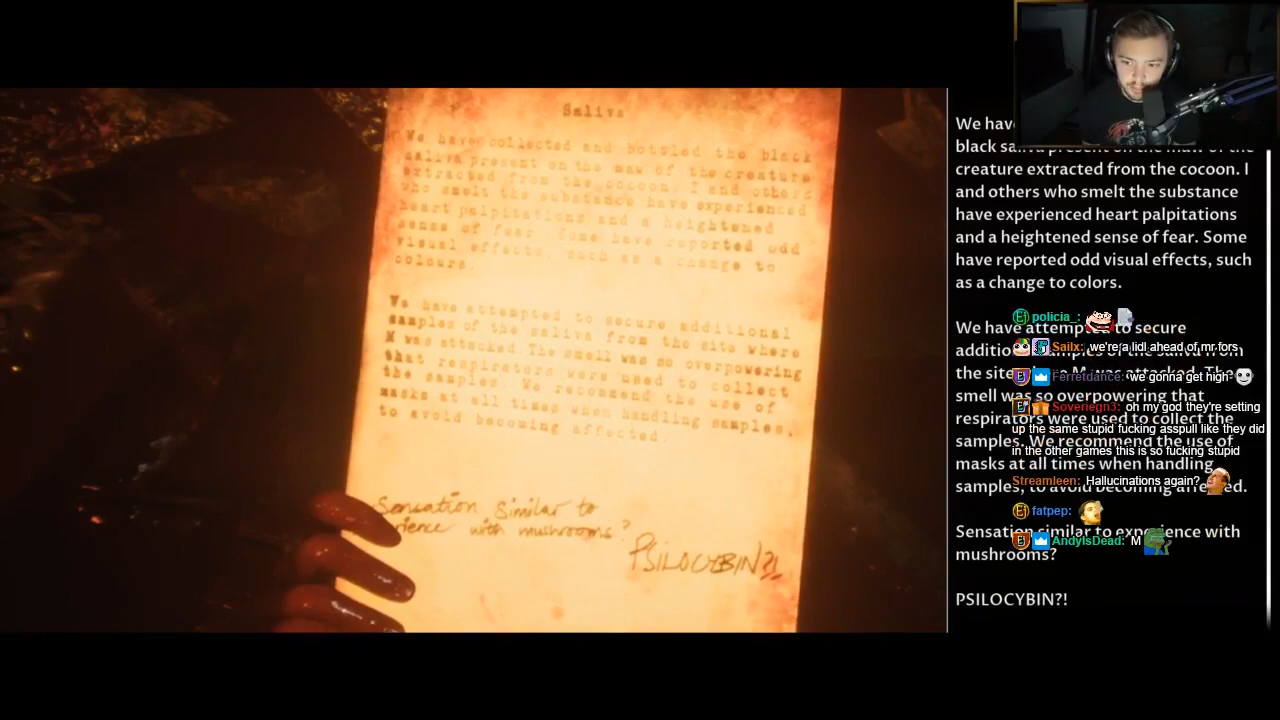 Saliva
We have collected and bottled the black
saliva present on the maw of the creature
extracted from the cocoon. I and others
who smelt the substance have experienced
heart palpitations and a heightened
sense of fear. Some have reported odd
visual effects, such as a change to
colours.
We have attempted to secure additional
samples of the saliva from the site where
M was attacked. The smell was so overpowering
that respirators were used to collect
the samples. We recommend the use of
masks at all times when handling samples,
to avoid becoming affected.
Sensation similar to
rience with mushrooms?
PSILOCYBIN?!
We have
black saliva present on the maw of the
creature extracted from the cocoon. I
and others who smelt the substance
have experienced heart palpitations
and a heightened sense of fear. Some
have reported odd visual effects, such
as a change to colors.
We have attempted to secure
additional samples of the saliva from
the site where M was attacked. The
smell was so overpowering that
respirators were used to collect the
samples. We recommend the use of
masks at all times when handling
samples, to avoid becoming affected.
Sensation similar to experience with
mushrooms?
PSILOCYBIN?!
policia_:
Sailx: we're a lidl ahead of mr fors
Ferretdance: "we gonna get high"
Sovereign3: oh my god they're setting
up the same stupid fucking asspull like they did
in the other games this is so fucking stupid
Streamleen: Hallucinations again?
fatpep:
AndyIsDead: M